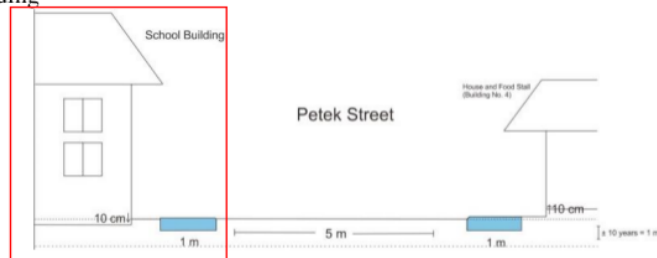 School Building
House and Food Stall
(Building No. 4)
Petek Street
10 cm
10 cm
1 m
5 m
1 m
± 10 years = 1 m